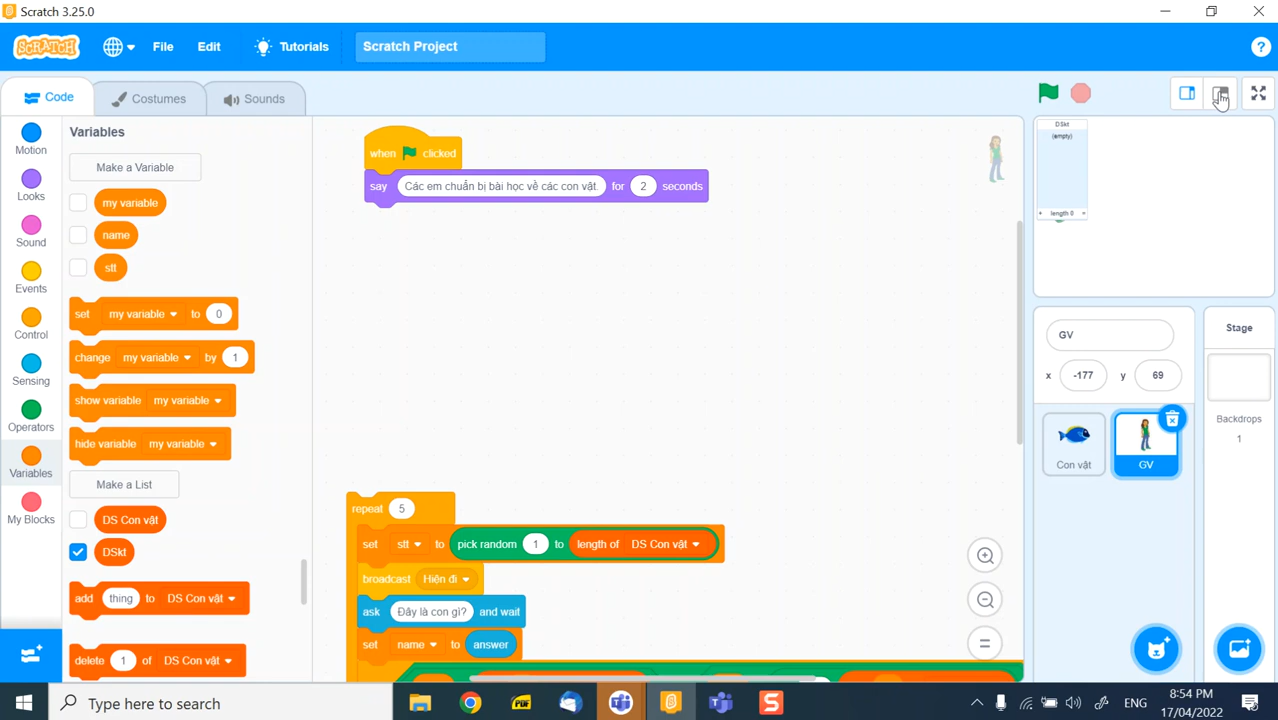 Scratch 3.25.0
SCRATCH
File
Edit
Tutorials
Scratch Project
?
Code
Costumes
Sounds
Motion
Looks
Sound
Events
Control
Sensing
Operators
Variables
My Blocks
Variables
Make a Variable
my variable
name
stt
set my variable to 0
change my variable by 1
show variable my variable
hide variable my variable
Make a List
DS Con vật
DSkt
add thing to DS Con vật
delete 1 of DS Con vật
when clicked
say Các em chuẩn bị bài học về các con vật. for 2 seconds
repeat 5
set stt to pick random 1 to length of DS Con vật
broadcast Hiện đi
ask Đây là con gì? and wait
set name to answer
DSkt
(empty)
length 0
GV
x -177 y 69
Con vật
GV
Stage
Backdrops
1
Type here to search
PDF
S
ENG
8:54 PM
17/04/2022